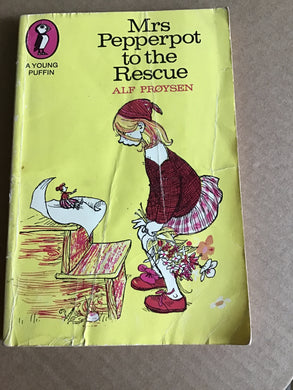 Mrs
Pepperpot
to the
Rescue
ALF PRØYSEN
A YOUNG
PUFFIN